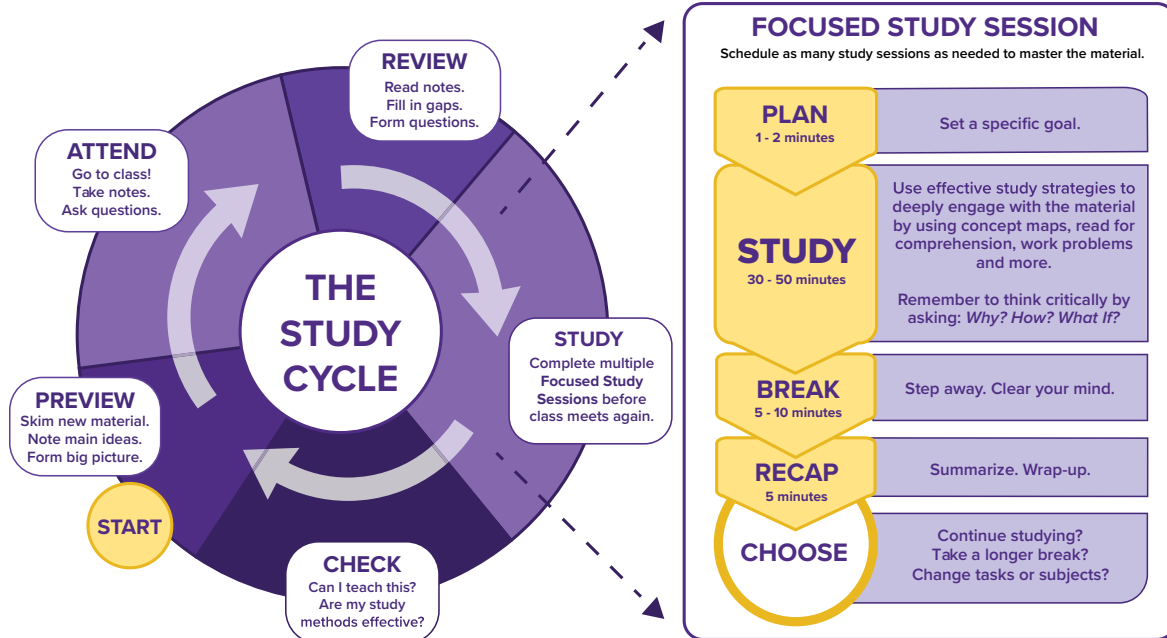 THE
STUDY
CYCLE
START
PREVIEW
Skim new material.
Note main ideas.
Form big picture.
ATTEND
Go to class!
Take notes.
Ask questions.
REVIEW
Read notes.
Fill in gaps.
Form questions.
STUDY
Complete multiple
Focused Study
Sessions before
class meets again.
CHECK
Can I teach this?
Are my study
methods effective?
FOCUSED STUDY SESSION
Schedule as many study sessions as needed to master the material.
PLAN
1 - 2 minutes
Set a specific goal.
STUDY
30 - 50 minutes
Use effective study strategies to
deeply engage with the material
by using concept maps, read for
comprehension, work problems
and more.
Remember to think critically by
asking: Why? How? What If?
BREAK
5 - 10 minutes
Step away. Clear your mind.
RECAP
5 minutes
Summarize. Wrap-up.
CHOOSE
Continue studying?
Take a longer break?
Change tasks or subjects?